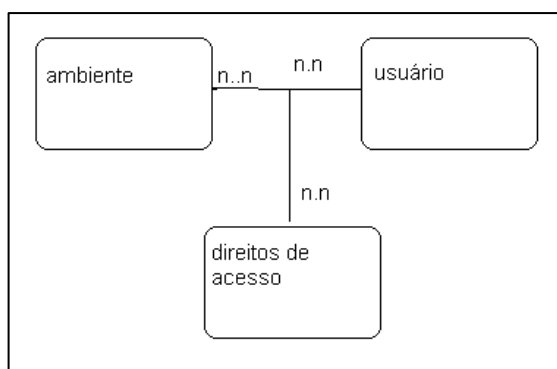 ambiente
n..n
n.n
usuário
n.n
direitos de
acesso